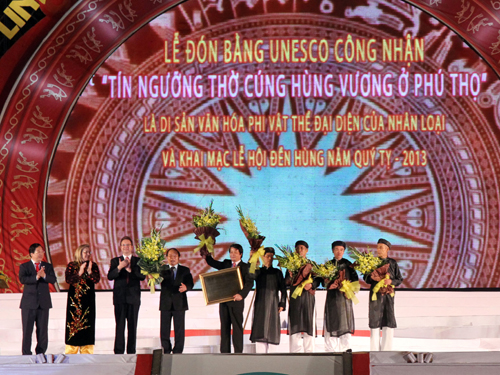 LỄ ĐÓN BẰNG UNESCO CÔNG NHẬN
"TÍN NGƯỠNG THỜ CÚNG HÙNG VƯƠNG Ở PHÚ THỌ"
LÀ DI SẢN VĂN HÓA PHI VẬT THỂ ĐẠI DIỆN CỦA NHÂN LOẠI
VÀ KHAI MẠC LỄ HỘI ĐỀN HÙNG NĂM QUÝ TỴ - 2013